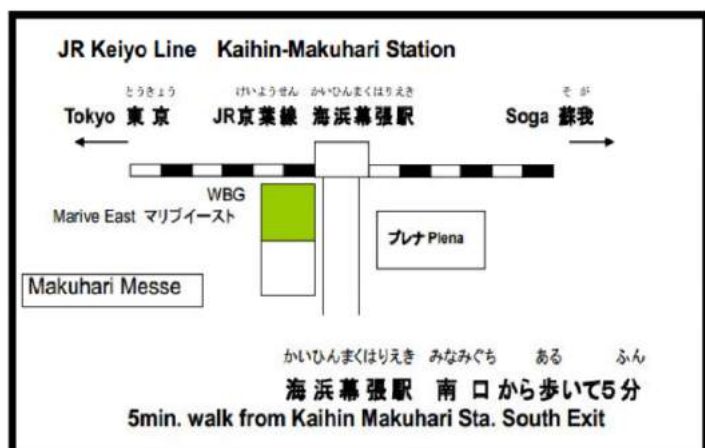 JR Keiyo Line Kaihin-Makuhari Station
とうきょう けいようせん かいひんまくはりえき そが
Tokyo 東京 JR京葉線 海浜幕張駅 Soga 蘇我
WBG
Marive East マリブイースト
プレナ Plena
Makuhari Messe
かいひんまくはりえき みなみぐち ある ふん
海浜幕張駅 南口から歩いて5分
5min. walk from Kaihin Makuhari Sta. South Exit